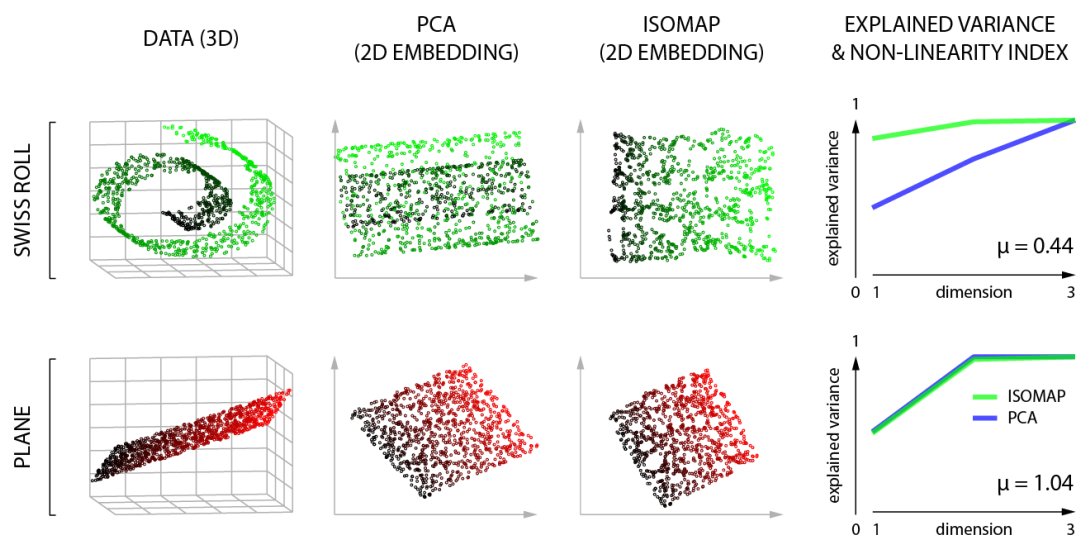 DATA (3D)
PCA
(2D EMBEDDING)
ISOMAP
(2D EMBEDDING)
EXPLAINED VARIANCE
& NON-LINEARITY INDEX
SWISS ROLL
1
explained variance
μ = 0.44
0 1 dimension 3
PLANE
1
explained variance
ISOMAP
PCA
μ = 1.04
0 1 dimension 3